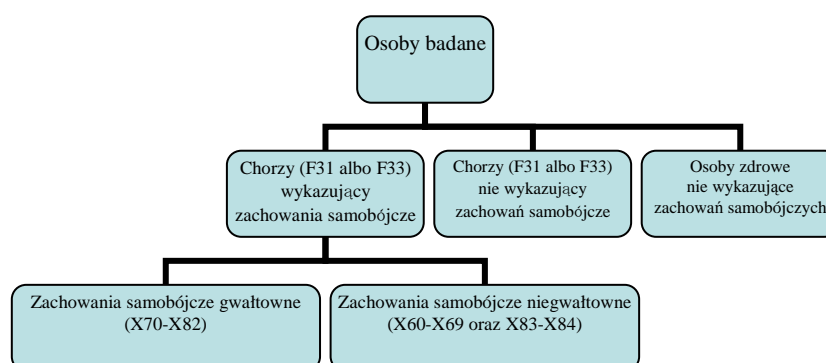 Osoby badane
Chorzy (F31 albo F33)
wykazujący
zachowania samobójcze
Chorzy (F31 albo F33)
nie wykazujący
zachowań samobójcze
Osoby zdrowe
nie wykazujące
zachowań samobójczych
Zachowania samobójcze gwałtowne
(X70-X82)
Zachowania samobójcze niegwałtowne
(X60-X69 oraz X83-X84)